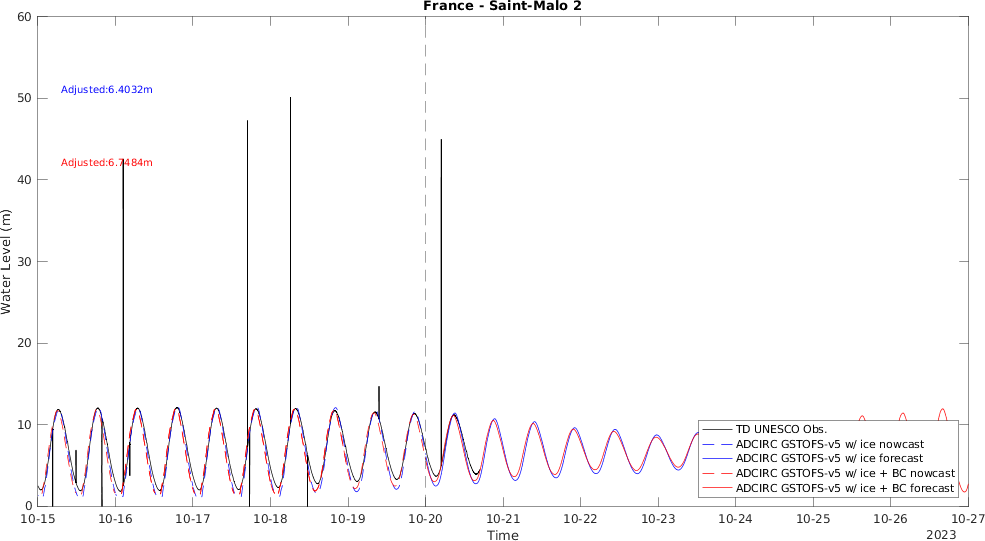 France - Saint-Malo 2
60
50
40
30
20
10
0
Water Level (m)
Adjusted:6.4032m
Adjusted:6.7484m
TD UNESCO Obs.
ADCIRC GSTOFS-v5 w/ ice nowcast
ADCIRC GSTOFS-v5 w/ ice forecast
ADCIRC GSTOFS-v5 w/ ice + BC nowcast
ADCIRC GSTOFS-v5 w/ ice + BC forecast
10-15 10-16 10-17 10-18 10-19 10-20 10-21 10-22 10-23 10-24 10-25 10-26 10-27
Time
2023